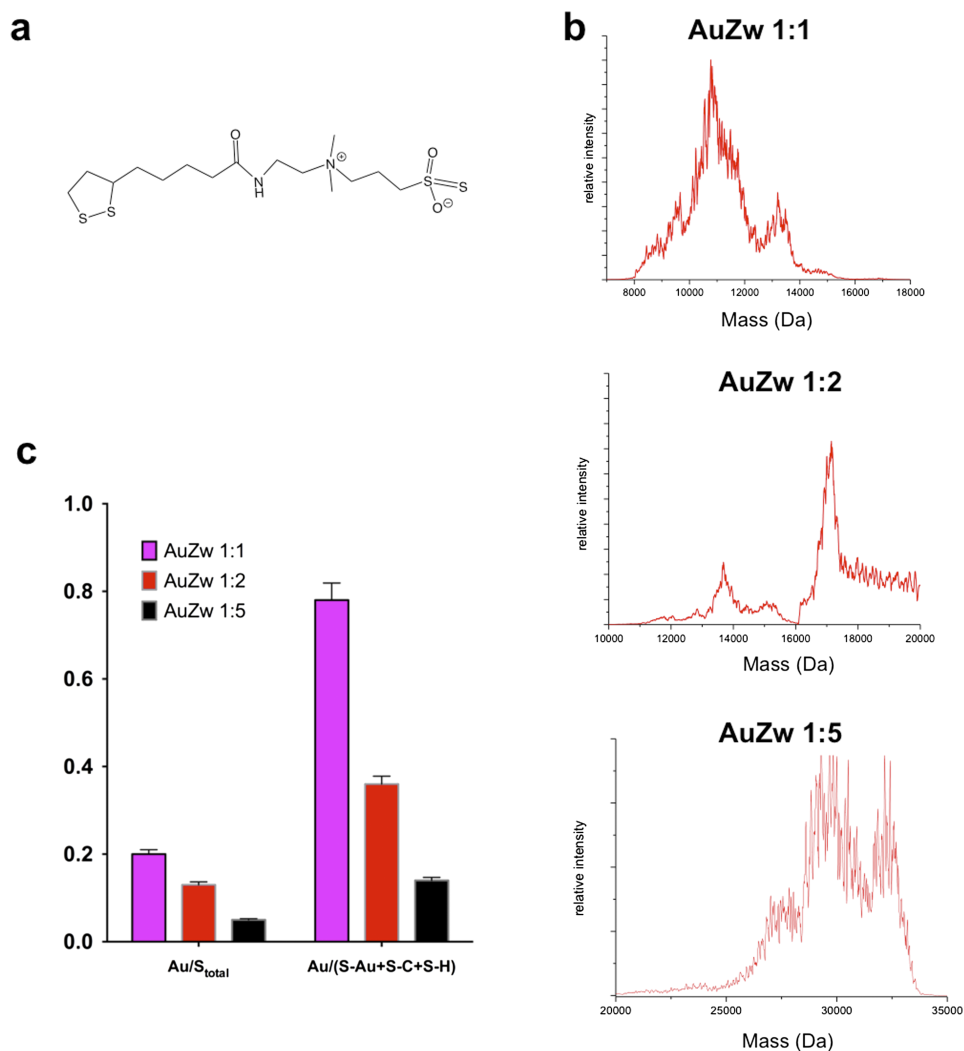 a
O
N
H
N
⊕
O
S
S
O
⊖
S
S
b
AuZw 1:1
relative intensity
8000 10000 12000 14000 16000 18000
Mass (Da)
AuZw 1:2
relative intensity
10000 12000 14000 16000 18000 20000
Mass (Da)
c
1.0
0.8
0.6
0.4
0.2
0.0
AuZw 1:1
AuZw 1:2
AuZw 1:5
Au/Stotal Au/(S-Au+S-C+S-H)
AuZw 1:5
relative intensity
20000 25000 30000 35000
Mass (Da)